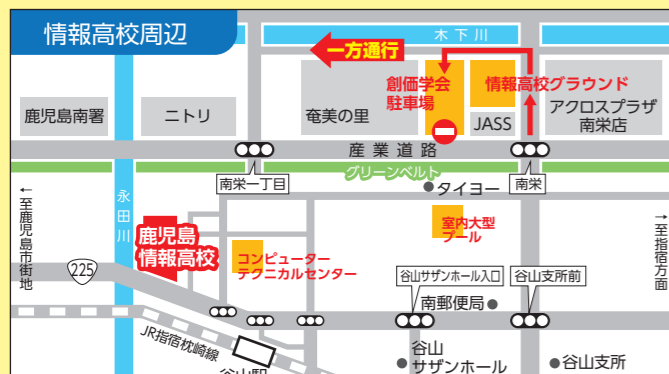 情報高校周辺
木下川
一方通行
創価学会
駐車場
情報高校グラウンド
鹿児島南署
ニトリ
奄美の里
JASS
アクロスプラザ
南栄店
産業道路
グリーンベルト
南栄一丁目
タイヨー
南栄
←至鹿児島市街地
永田川
鹿児島
情報高校
室内大型
プール
→至指宿方面
225
コンピューター
テクニカルセンター
谷山サザンホール入口
谷山支所前
南郵便局
JR指宿枕崎線
谷山駅
谷山
サザンホール
谷山支所